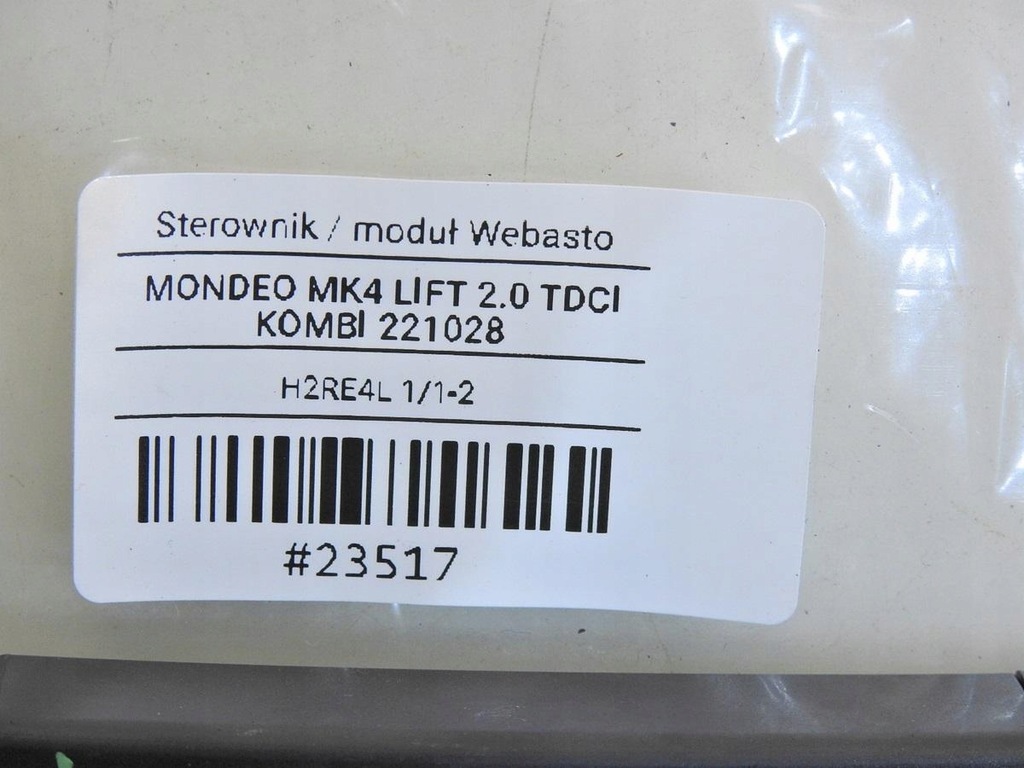 Sterownik / moduł Webasto
MONDEO MK4 LIFT 2.0 TDCI
KOMBI 221028
H2RE4L 1/1-2
#23517